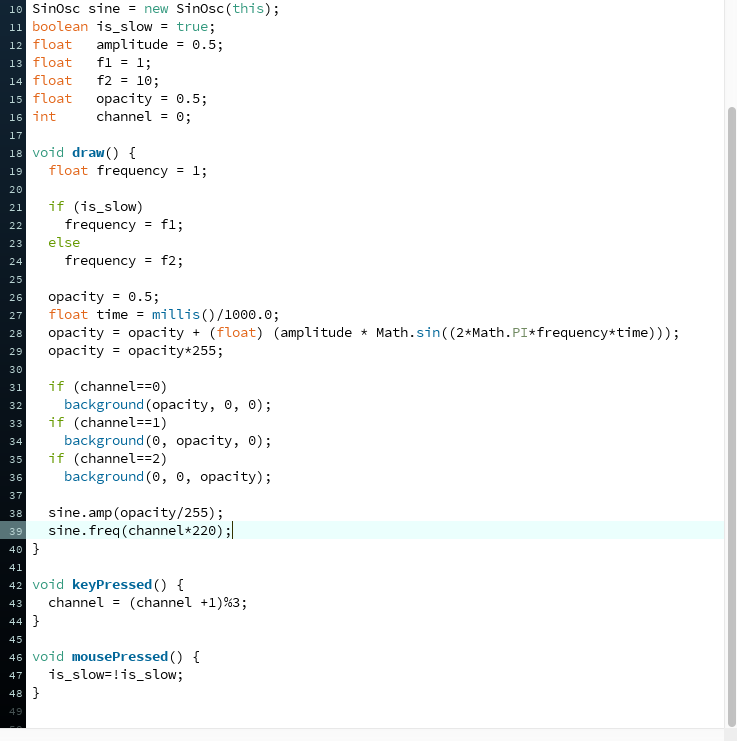 10 SinOsc sine = new SinOsc(this);
11 boolean is_slow = true;
12 float   amplitude = 0.5;
13 float   f1 = 1;
14 float   f2 = 10;
15 float   opacity = 0.5;
16 int     channel = 0;
17
18 void draw() {
19   float frequency = 1;
20
21   if (is_slow)
22     frequency = f1;
23   else
24     frequency = f2;
25
26   opacity = 0.5;
27   float time = millis()/1000.0;
28   opacity = opacity + (float) (amplitude * Math.sin((2*Math.PI*frequency*time)));
29   opacity = opacity*255;
30
31   if (channel==0)
32     background(opacity, 0, 0);
33   if (channel==1)
34     background(0, opacity, 0);
35   if (channel==2)
36     background(0, 0, opacity);
37
38   sine.amp(opacity/255);
39   sine.freq(channel*220);
40 }
41
42 void keyPressed() {
43   channel = (channel +1)%3;
44 }
45
46 void mousePressed() {
47   is_slow=!is_slow;
48 }
49